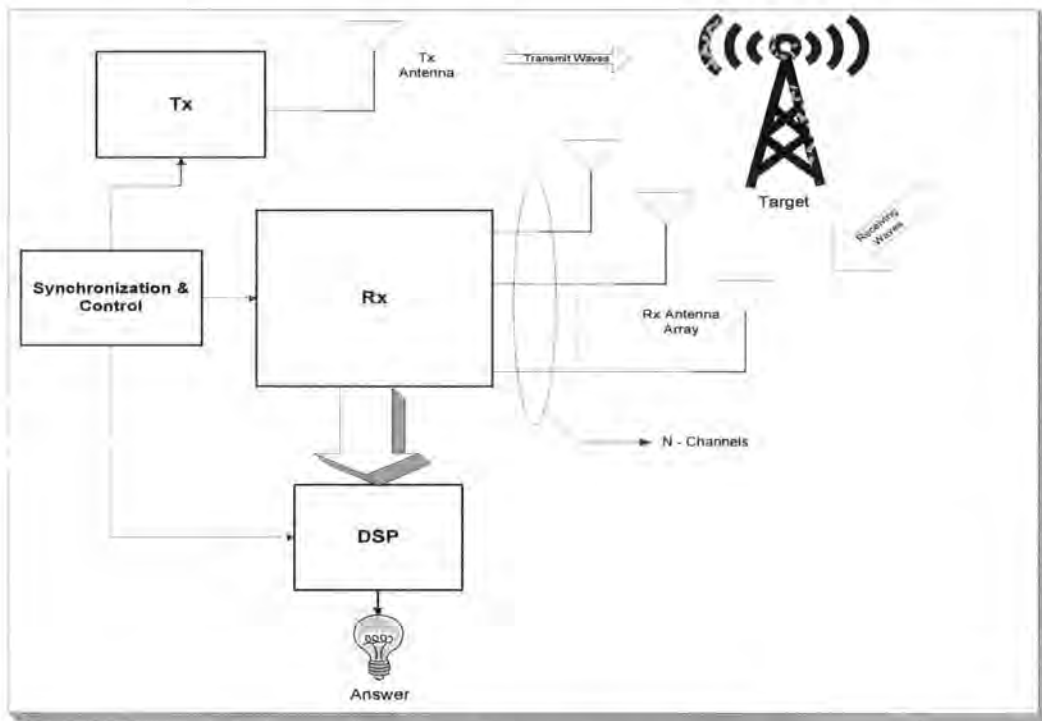 Tx
Tx
Antenna
Transmit Waves
Target
Receiving
Waves
Synchronization &
Control
Rx
Rx Antenna
Array
N - Channels
DSP
Answer